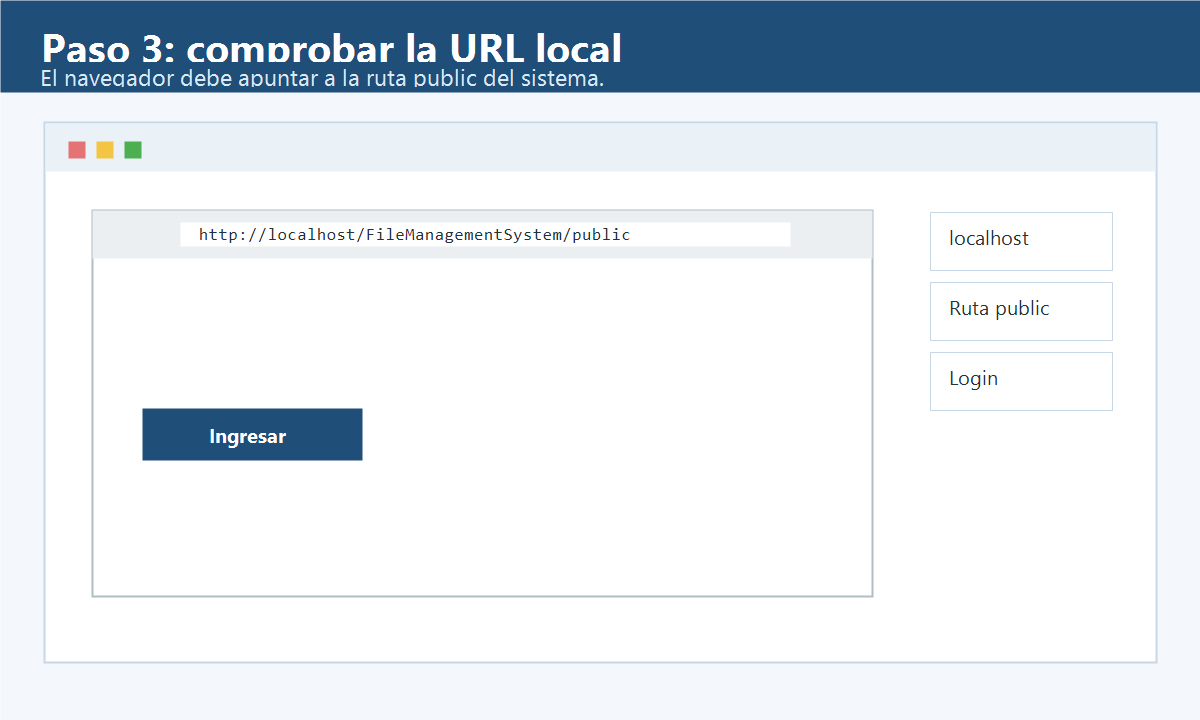 Paso 3: comprobar la URL local
El navegador debe apuntar a la ruta public del sistema.
http://localhost/FileManagementSystem/public
Ingresar
localhost
Ruta public
Login